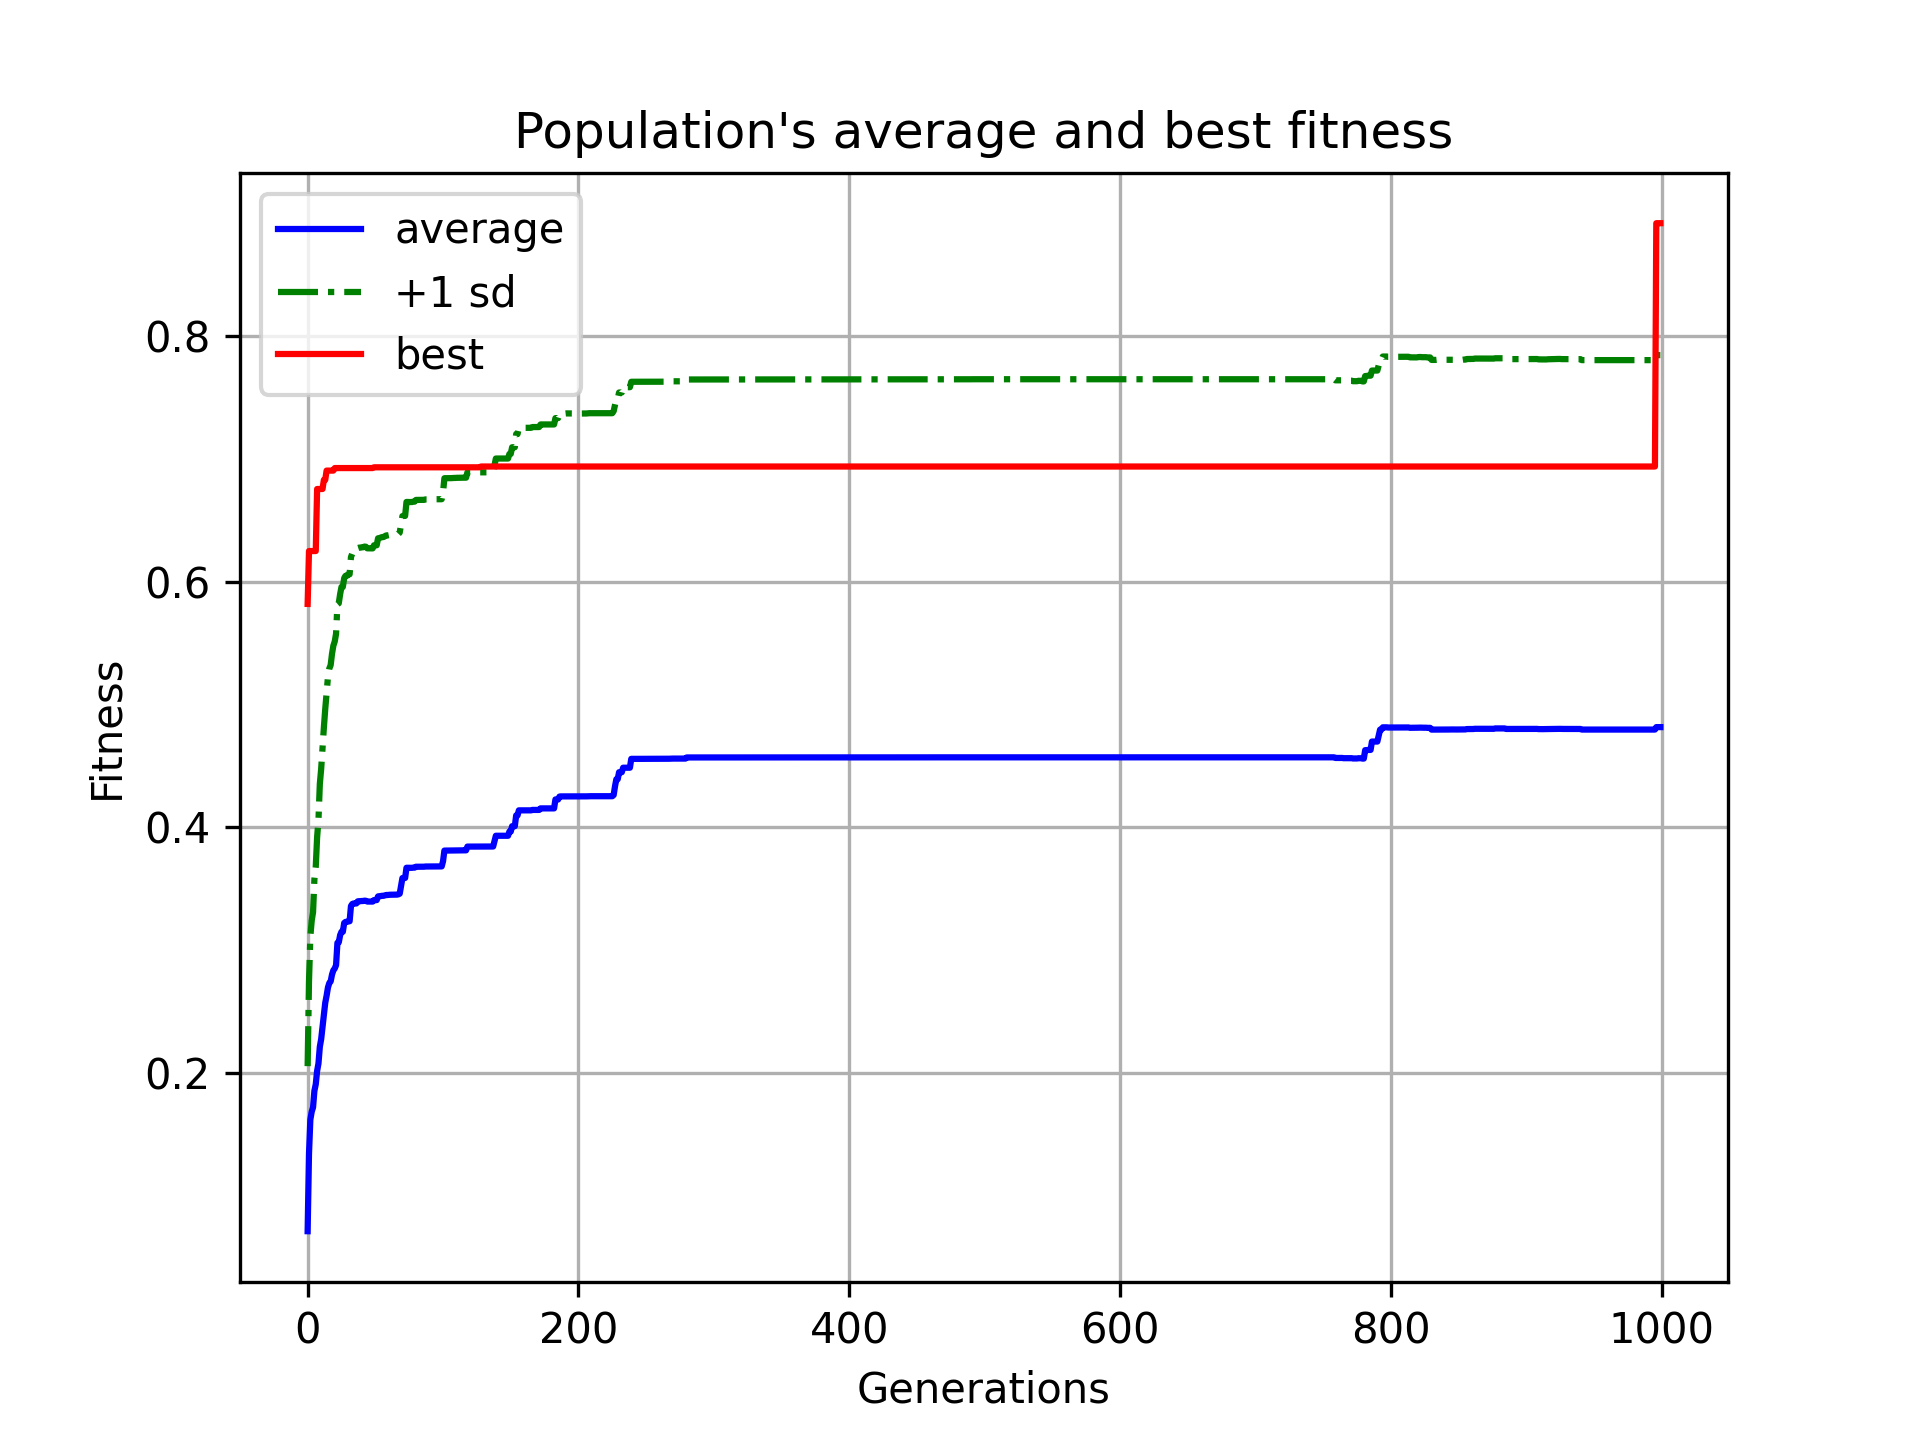 Population's average and best fitness
average
+1 sd
best
0.8
0.6
0.4
0.2
Fitness
0 200 400 600 800 1000
Generations